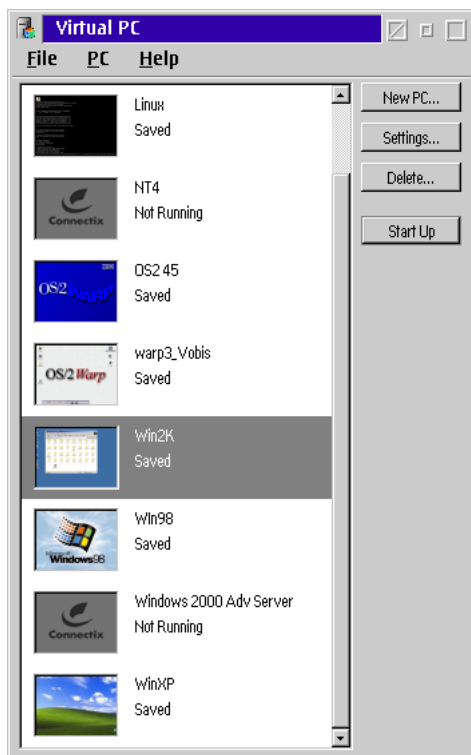 Virtual PC
File PC Help
Linux
Saved
NT4
Not Running
Connectix
OS2 45
Saved
IBM
OS/2 WARP
warp3_Vobis
Saved
OS/2 Warp
Win2K
Saved
WIn98
Saved
Microsoft
Windows98
Windows 2000 Adv Server
Not Running
Connectix
WinXP
Saved
New PC...
Settings...
Delete...
Start Up